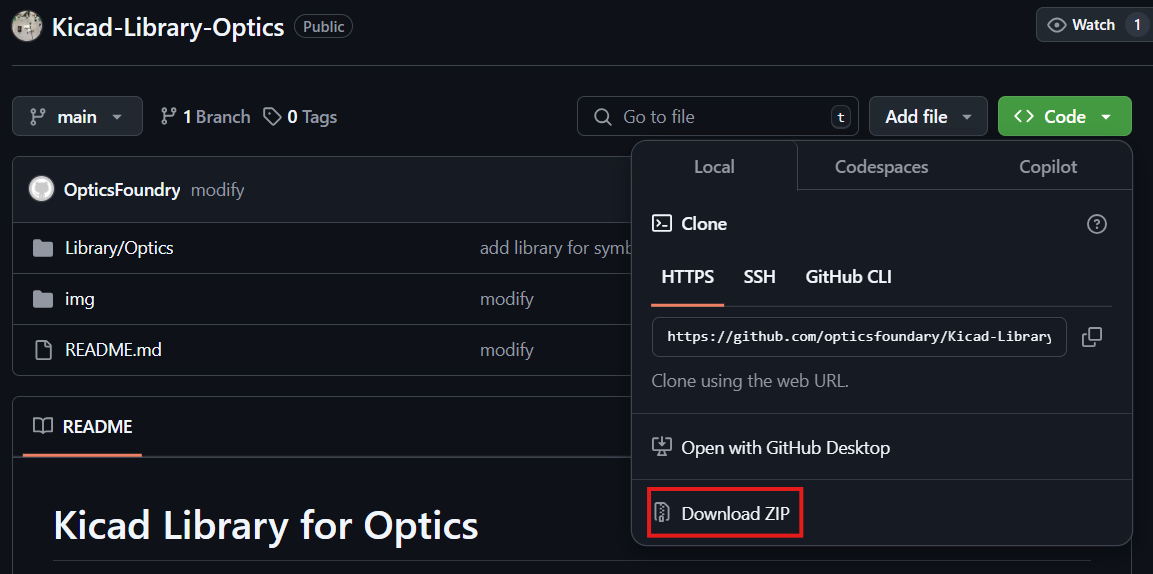 Kicad-Library-Optics Public
Watch 1
main 1 Branch 0 Tags
Go to file t
Add file
Code
OpticsFoundry modify
Library/Optics add library for symb
img modify
README.md modify
README
Kicad Library for Optics
Local Codespaces Copilot
Clone
HTTPS SSH GitHub CLI
https://github.com/opticsfoundary/Kicad-Library
Clone using the web URL.
Open with GitHub Desktop
Download ZIP